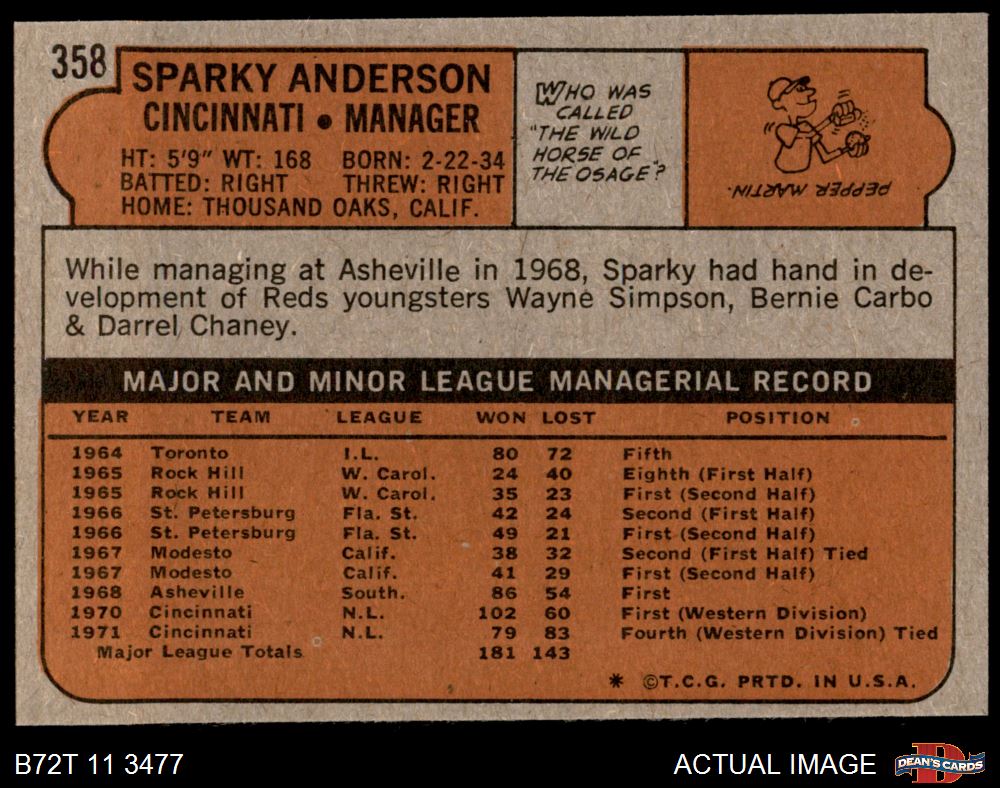 358
SPARKY ANDERSON
CINCINNATI • MANAGER
HT: 5'9" WT: 168 BORN: 2-22-34
BATTED: RIGHT THREW: RIGHT
HOME: THOUSAND OAKS, CALIF.
WHO WAS
CALLED
"THE WILD
HORSE OF
THE OSAGE"?
PEPPER MARTIN.
While managing at Asheville in 1968, Sparky had hand in de-
velopment of Reds youngsters Wayne Simpson, Bernie Carbo
& Darrel Chaney.
MAJOR AND MINOR LEAGUE MANAGERIAL RECORD
YEAR TEAM LEAGUE WON LOST POSITION
1964 Toronto I.L. 80 72 Fifth
1965 Rock Hill W. Carol. 24 40 Eighth (First Half)
1965 Rock Hill W. Carol. 35 23 First (Second Half)
1966 St. Petersburg Fla. St. 42 24 Second (First Half)
1966 St. Petersburg Fla. St. 49 21 First (Second Half)
1967 Modesto Calif. 38 32 Second (First Half) Tied
1967 Modesto Calif. 41 29 First (Second Half)
1968 Asheville South. 86 54 First
1970 Cincinnati N.L. 102 60 First (Western Division)
1971 Cincinnati N.L. 79 83 Fourth (Western Division) Tied
Major League Totals 181 143
* ©T.C.G. PRTD. IN U.S.A.
B72T 11 3477
ACTUAL IMAGE
D
DEAN'S CARDS